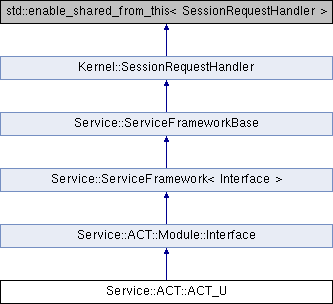 std::enable_shared_from_this< SessionRequestHandler >
Kernel::SessionRequestHandler
Service::ServiceFrameworkBase
Service::ServiceFramework< Interface >
Service::ACT::Module::Interface
Service::ACT::ACT_U